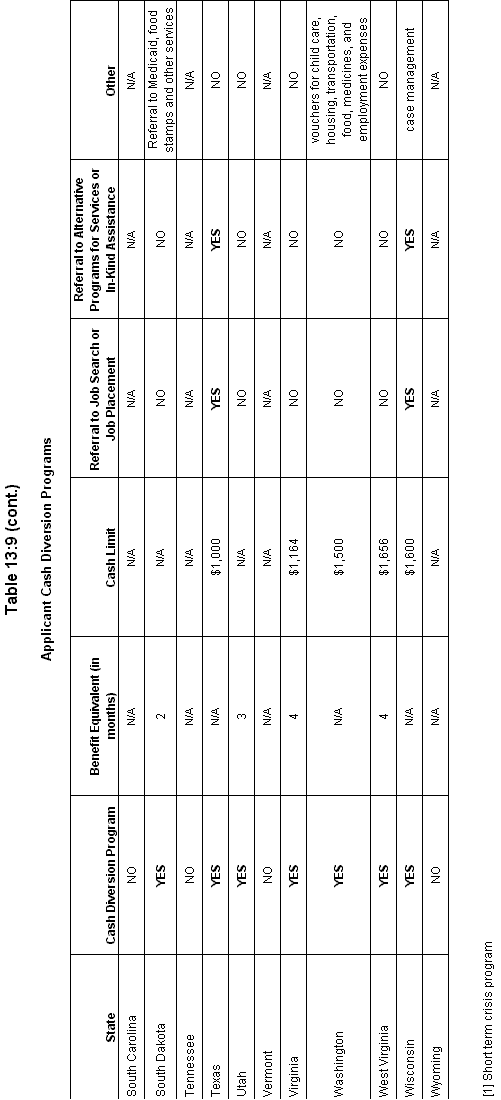 Table 13:9 (cont.)
Applicant Cash Diversion Programs
State Cash Diversion Program Benefit Equivalent (in months) Cash Limit Referral to Job Search or Job Placement Referral to Alternative Programs for Services or In-Kind Assistance Other
South Carolina NO N/A N/A N/A N/A N/A
South Dakota YES 2 N/A NO NO Referral to Medicaid, food stamps and other services
Tennessee NO N/A N/A N/A N/A N/A
Texas YES N/A $1,000 YES YES NO
Utah YES 3 N/A NO NO NO
Vermont NO N/A N/A N/A N/A N/A
Virginia YES 4 $1,164 NO NO NO
Washington YES N/A $1,500 NO NO vouchers for child care, housing, transportation, food, medicines, and employment expenses
West Virginia YES 4 $1,656 NO NO NO
Wisconsin YES N/A $1,600 YES YES case management
Wyoming NO N/A N/A N/A N/A N/A
[1] Short term crisis program